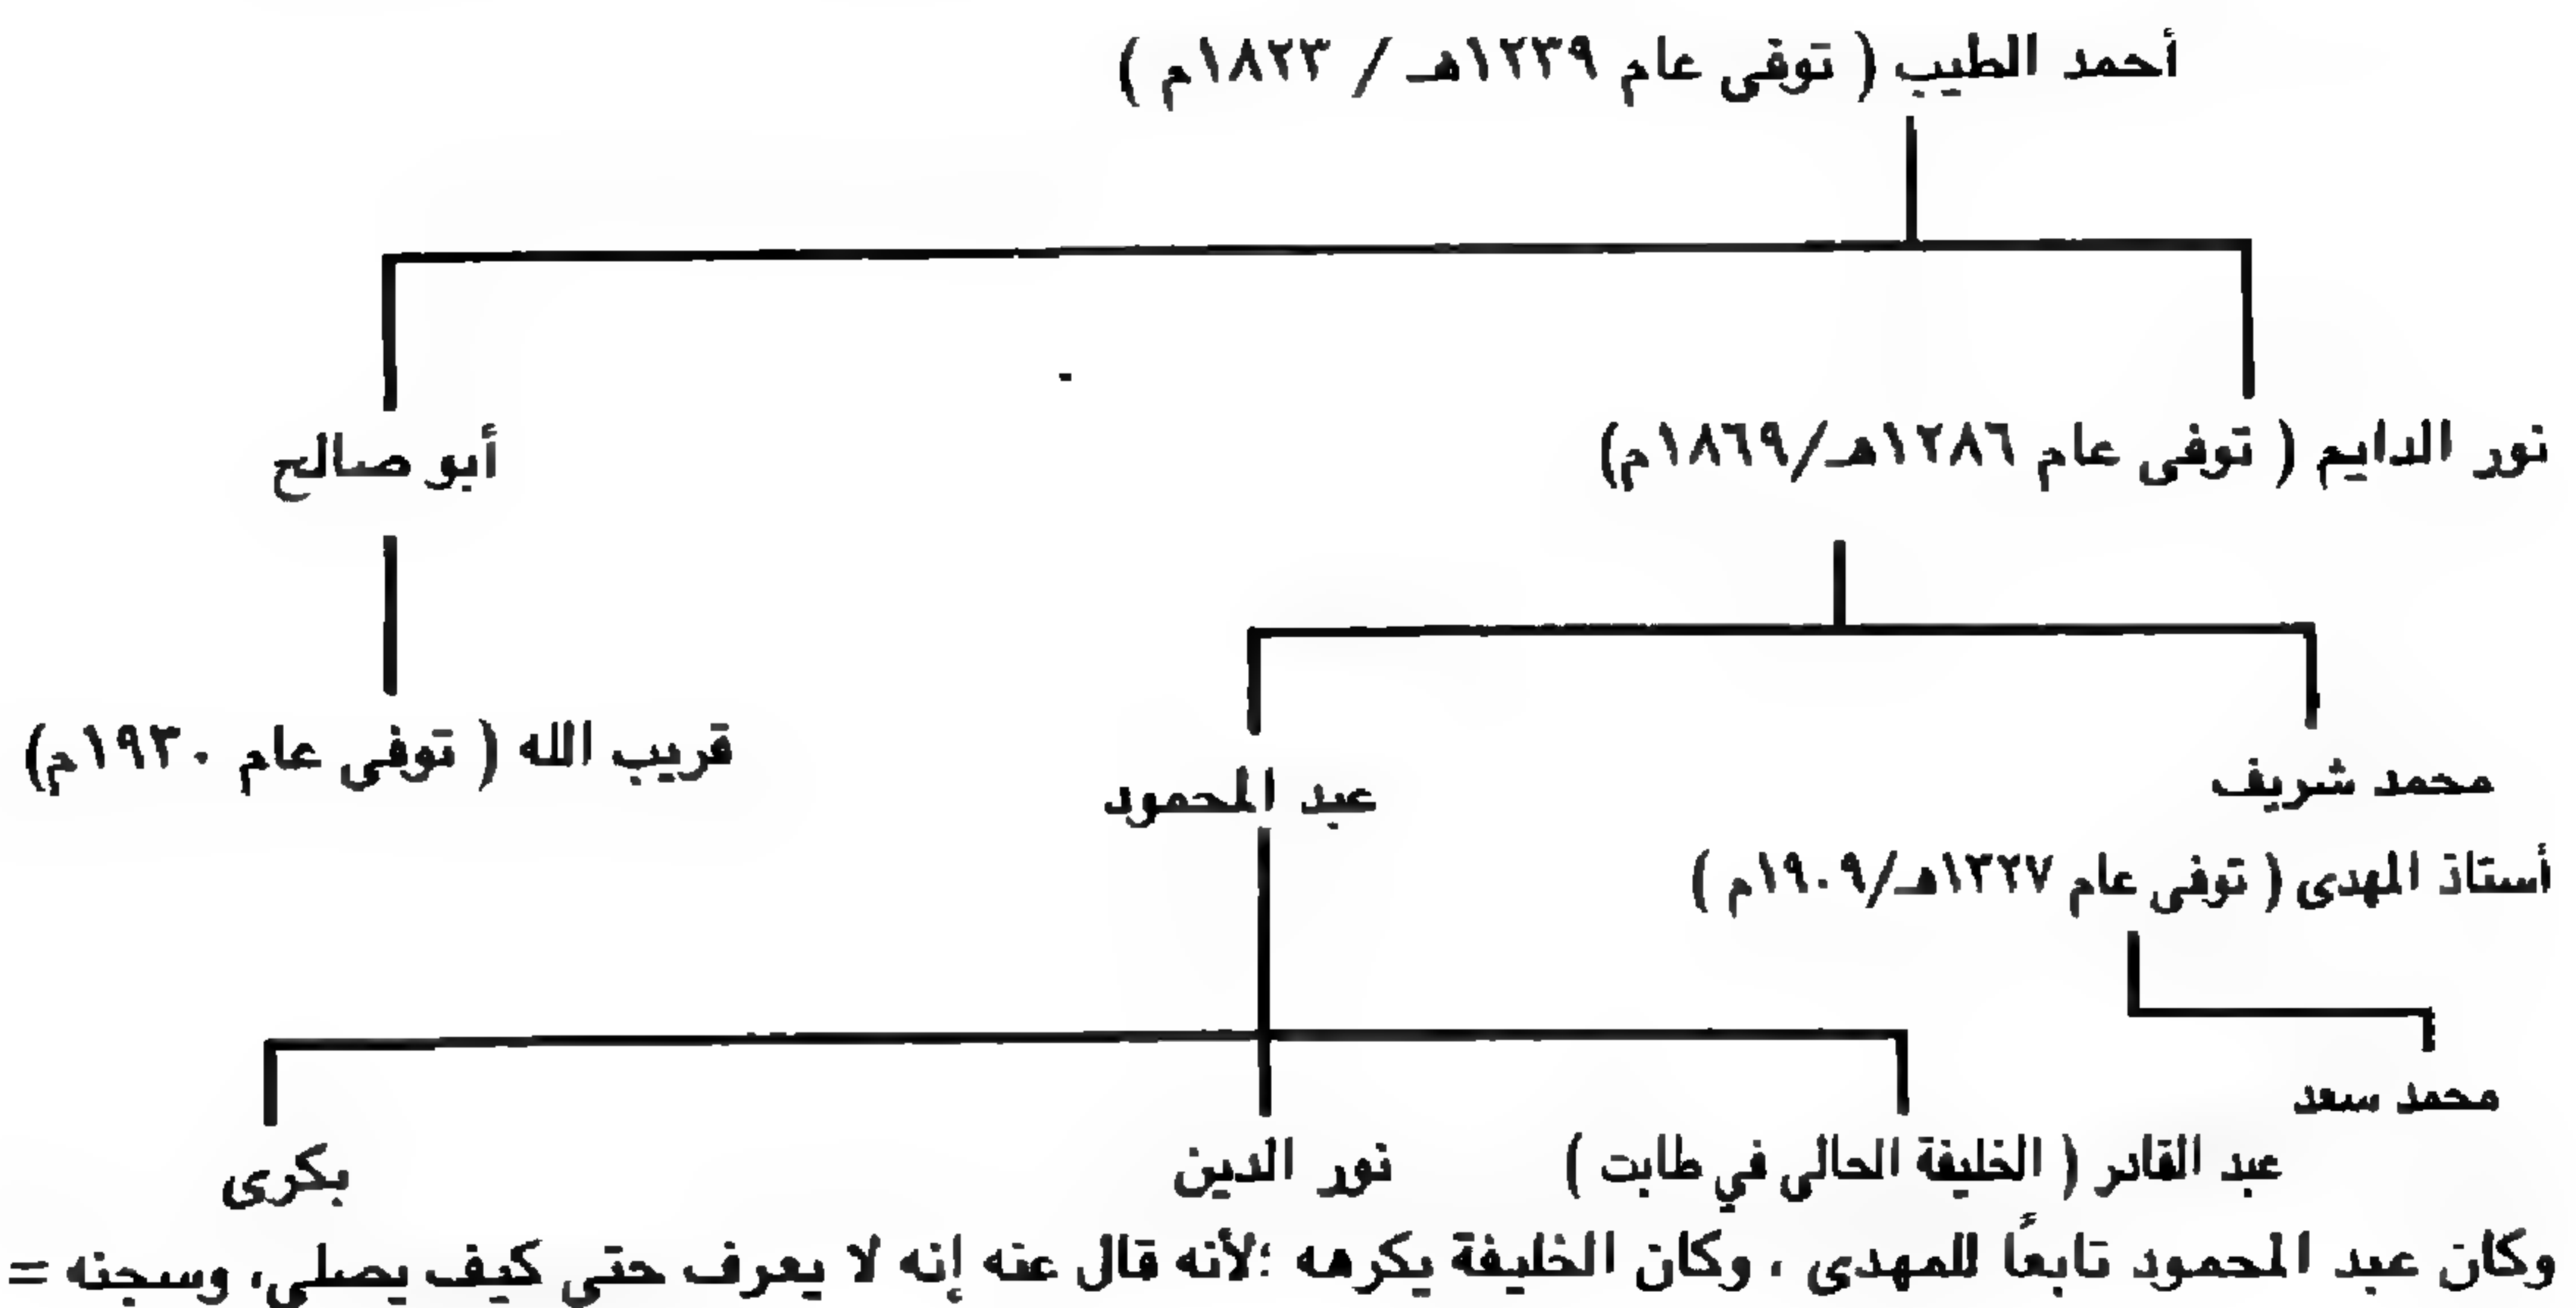 أحمد الطيب ( توفى عام ١٢٣٩هـ / ١٨٢٣م )
نور الدايم ( توفى عام ١٢٨٦هـ/١٨٦٩م)
أبو صالح
قريب الله ( توفى عام ١٩٣٠م)
محمد شريف
عبد المحمود
أستاذ المهدى ( توفى عام ١٣٢٧هـ/١٩٠٩م )
محمد سعد
عبد القادر ( الخليفة الحالى في طابت )
نور الدين
بكرى
وكان عبد المحمود تابعاً للمهدى ، وكان الخليفة يكرهه ؛لأنه قال عنه إنه لا يعرف حتى كيف يصلى، وسجنه =